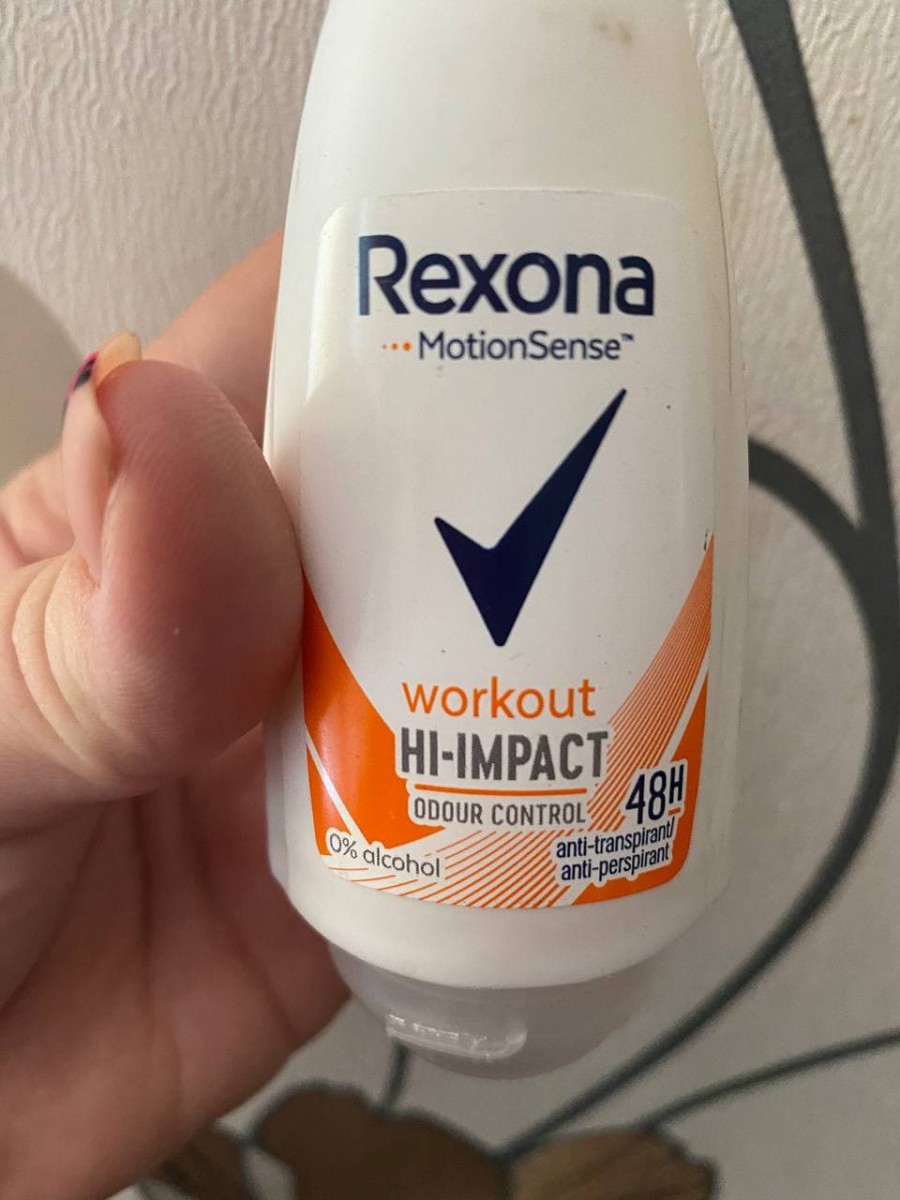 Rexona
MotionSense™
workout
HI-IMPACT
ODOUR CONTROL
48H
0% alcohol
anti-transpirant/
anti-perspirant